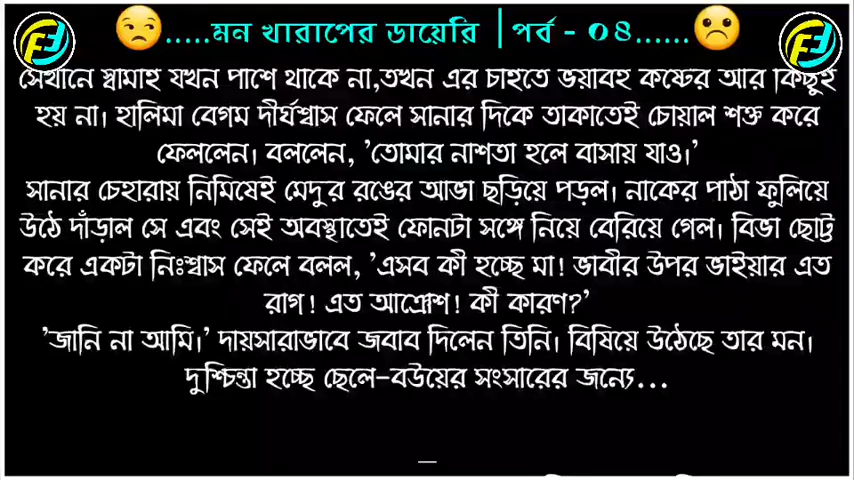 .....মন খারাপের ডায়েরি | পর্ব - ০৪......
সেখানে স্বামীই যখন পাশে থাকে না,তখন এর চাইতে ভয়াবহ কষ্টের আর কিছুই
হয় না। হালিমা বেগম দীর্ঘশ্বাস ফেলে সানার দিকে তাকাতেই চোয়াল শক্ত করে
ফেললেন। বললেন, 'তোমার নাশতা হলে বাসায় যাও।'
সানার চেহারায় নিমিষেই মেদুর রঙের আভা ছড়িয়ে পড়ল। নাকের পাঠা ফুলিয়ে
উঠে দাঁড়াল সে এবং সেই অবস্থাতেই ফোনটা সঙ্গে নিয়ে বেরিয়ে গেল। বিভা ছোট্ট
করে একটা নিঃশ্বাস ফেলে বলল, 'এসব কী হচ্ছে মা! ভাবীর উপর ভাইয়ার এত
রাগ! এত আক্রোশ! কী কারণ?'
'জানি না আমি।' দায়সারাভাবে জবাব দিলেন তিনি। বিষিয়ে উঠেছে তার মন।
দুশ্চিন্তা হচ্ছে ছেলে-বউয়ের সংসারের জন্যে...